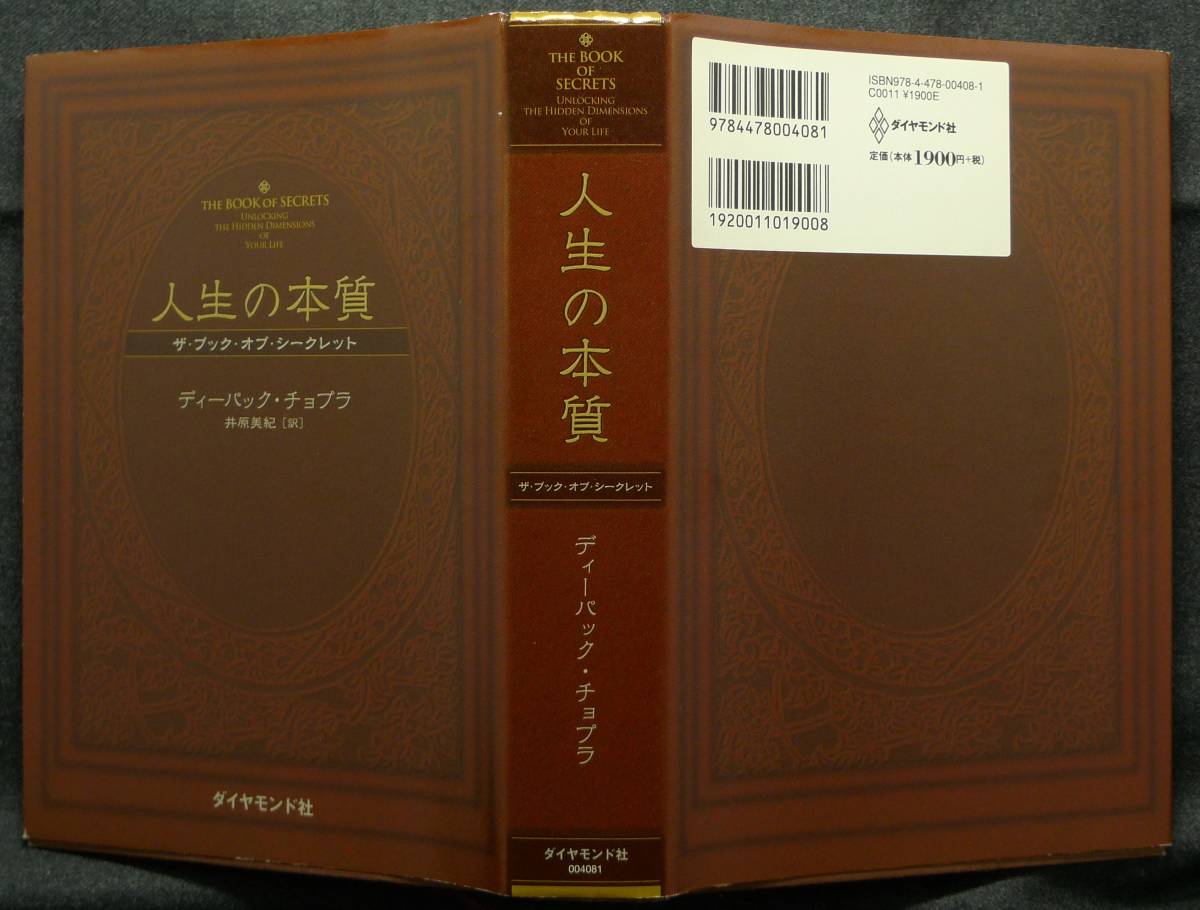 THE BOOK OF SECRETS
UNLOCKING
THE HIDDEN DIMENSIONS
OF
YOUR LIFE
人生の本質
ザ・ブック・オブ・シークレット
ディーパック・チョプラ
井原美紀［訳］
ダイヤモンド社
THE BOOK
OF
SECRETS
UNLOCKING
THE HIDDEN DIMENSIONS
OF
YOUR LIFE
人生の本質
ザ・ブック・オブ・シークレット
ディーパック・チョプラ
ダイヤモンド社
004081
9784478004081
1920011019008
ISBN978-4-478-00408-1
C0011 ¥1900E
ダイヤモンド社
定価(本体1900円+税)